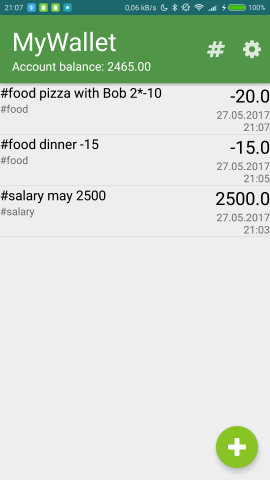 21:07 0,06 kB/s 100%
MyWallet #
Account balance: 2465.00
#food pizza with Bob 2*-10 -20.0
#food 27.05.2017
21:07
#food dinner -15 -15.0
#food 27.05.2017
21:05
#salary may 2500 2500.0
#salary 27.05.2017
21:03